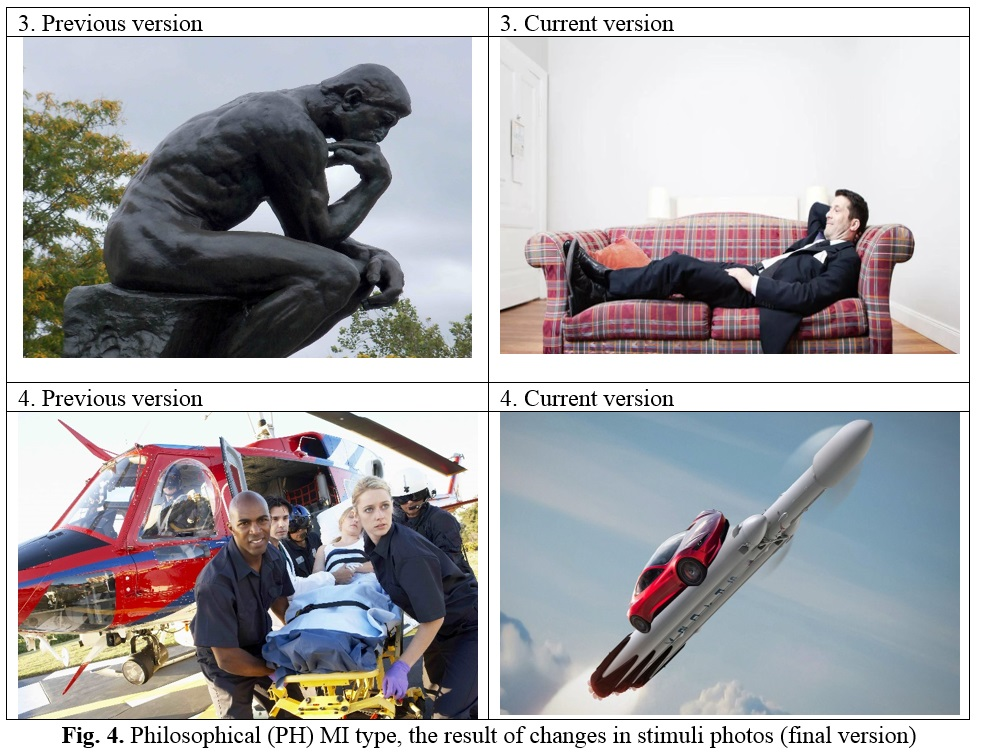 3. Previous version
3. Current version
4. Previous version
4. Current version
Fig. 4. Philosophical (PH) MI type, the result of changes in stimuli photos (final version)